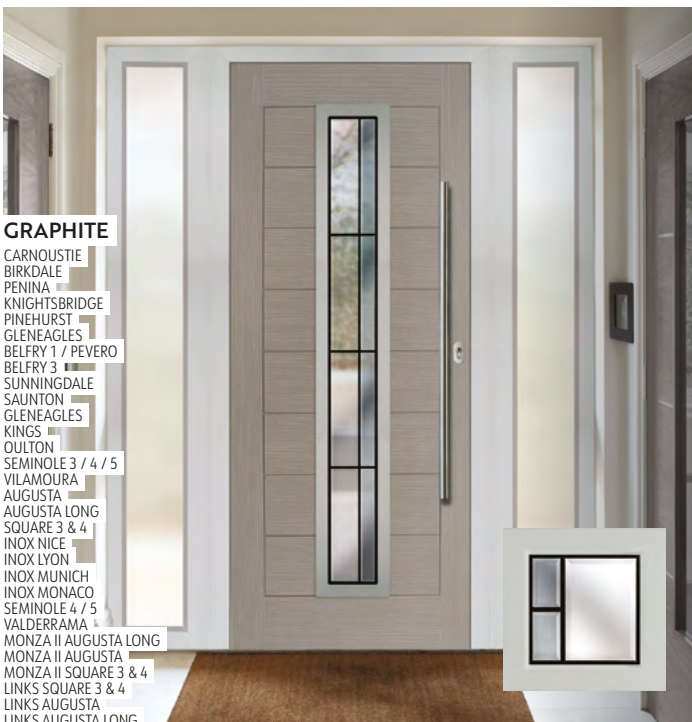 GRAPHITE
CARNOUSTIE
BIRKDALE
PENINA
KNIGHTSBRIDGE
PINEHURST
GLENEAGLES
BELFRY 1 / PEVERO
BELFRY 3
SUNNINGDALE
SAUNTON
GLENEAGLES
KINGS
OULTON
SEMINOLE 3 / 4 / 5
VILAMOURA
AUGUSTA
AUGUSTA LONG
SQUARE 3 & 4
INOX NICE
INOX LYON
INOX MUNICH
INOX MONACO
SEMINOLE 4 / 5
VALDERRAMA
MONZA II AUGUSTA LONG
MONZA II AUGUSTA
MONZA II SQUARE 3 & 4
LINKS SQUARE 3 & 4
LINKS AUGUSTA
LINKS AUGUSTA LONG